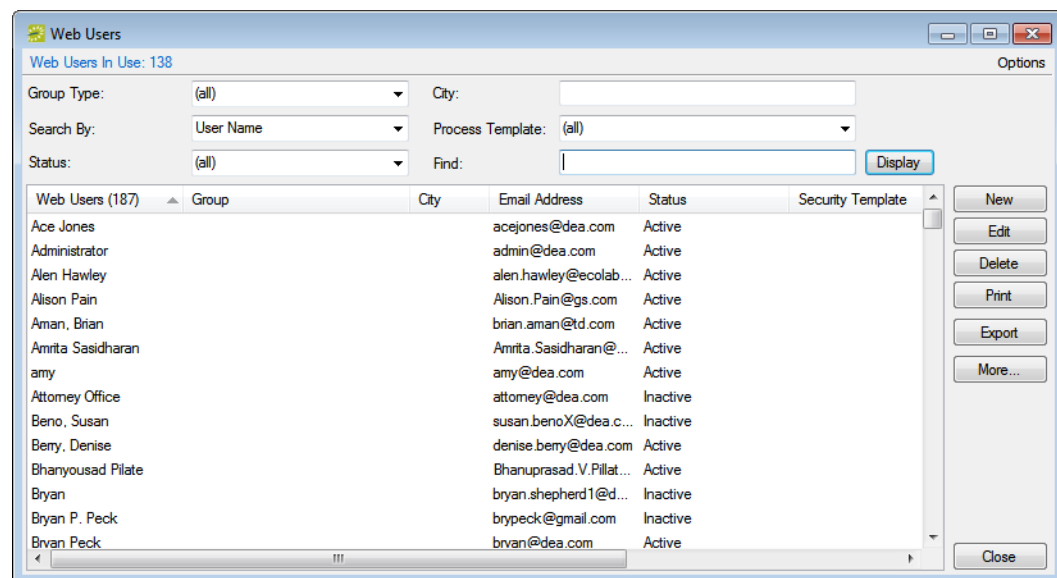 Web Users
Web Users In Use: 138 Options
Group Type: (all) City:
Search By: User Name Process Template: (all)
Status: (all) Find: Display
Web Users (187) Group City Email Address Status Security Template New
Ace Jones acejones@dea.com Active
Administrator admin@dea.com Active Edit
Alen Hawley alen.hawley@ecolab... Active Delete
Alison Pain Alison.Pain@gs.com Active Print
Aman, Brian brian.aman@td.com Active Export
Amrita Sasidharan Amrita.Sasidharan@... Active
amy amy@dea.com Active More...
Attorney Office attorney@dea.com Inactive
Beno, Susan susan.benoX@dea.c... Inactive
Berry, Denise denise.berry@dea.com Active
Bhanyousad Pilate Bhanuprasad.V.Pillat... Active
Bryan bryan.shepherd1@d... Inactive
Bryan P. Peck brypeck@gmail.com Inactive
Bryan Peck bryan@dea.com Active
Close